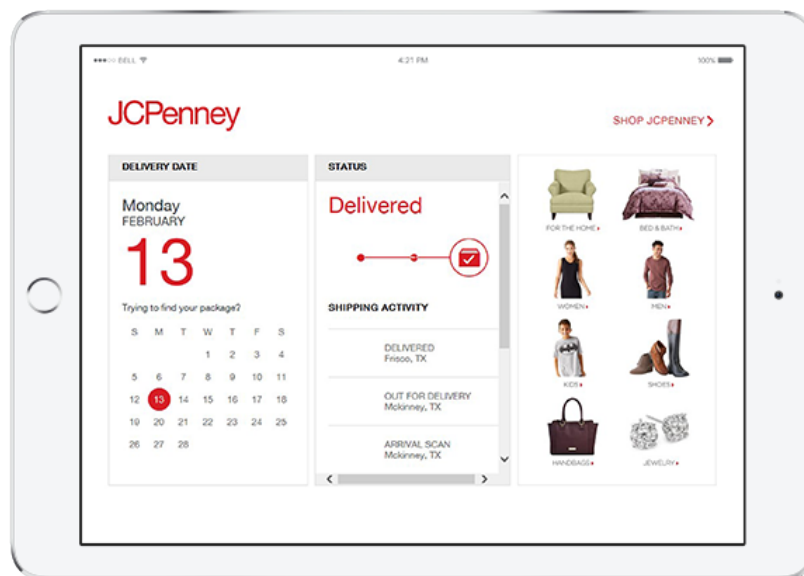 BELL
4:21 PM
100%
JCPenney
SHOP JCPENNEY
DELIVERY DATE
Monday
FEBRUARY
13
Trying to find your package?
S M T W T F S
1 2 3 4
5 6 7 8 9 10 11
12 13 14 15 16 17 18
19 20 21 22 23 24 25
26 27 28
STATUS
Delivered
SHIPPING ACTIVITY
DELIVERED
Frisco, TX
OUT FOR DELIVERY
Mckinney, TX
ARRIVAL SCAN
Mckinney, TX
FOR THE HOME
BED & BATH
WOMEN
MEN
KIDS
SHOES
HANDBAGS
JEWELRY